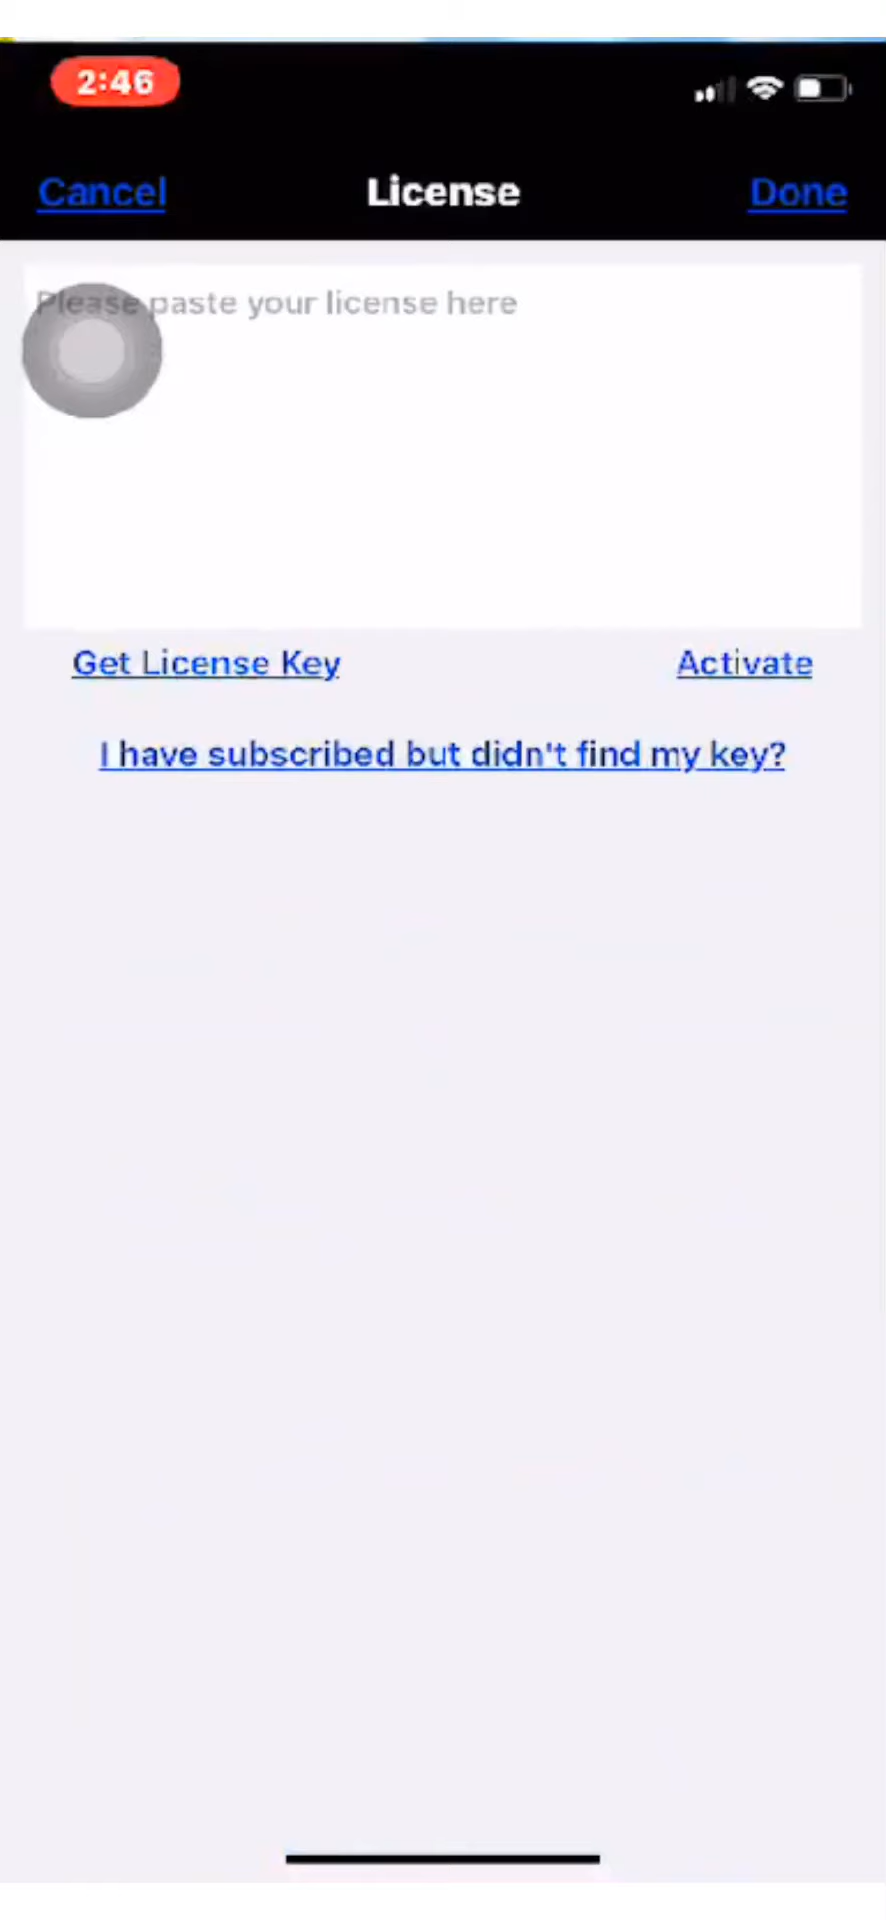 2:46
Cancel License Done
Please paste your license here
Get License Key Activate
I have subscribed but didn't find my key?